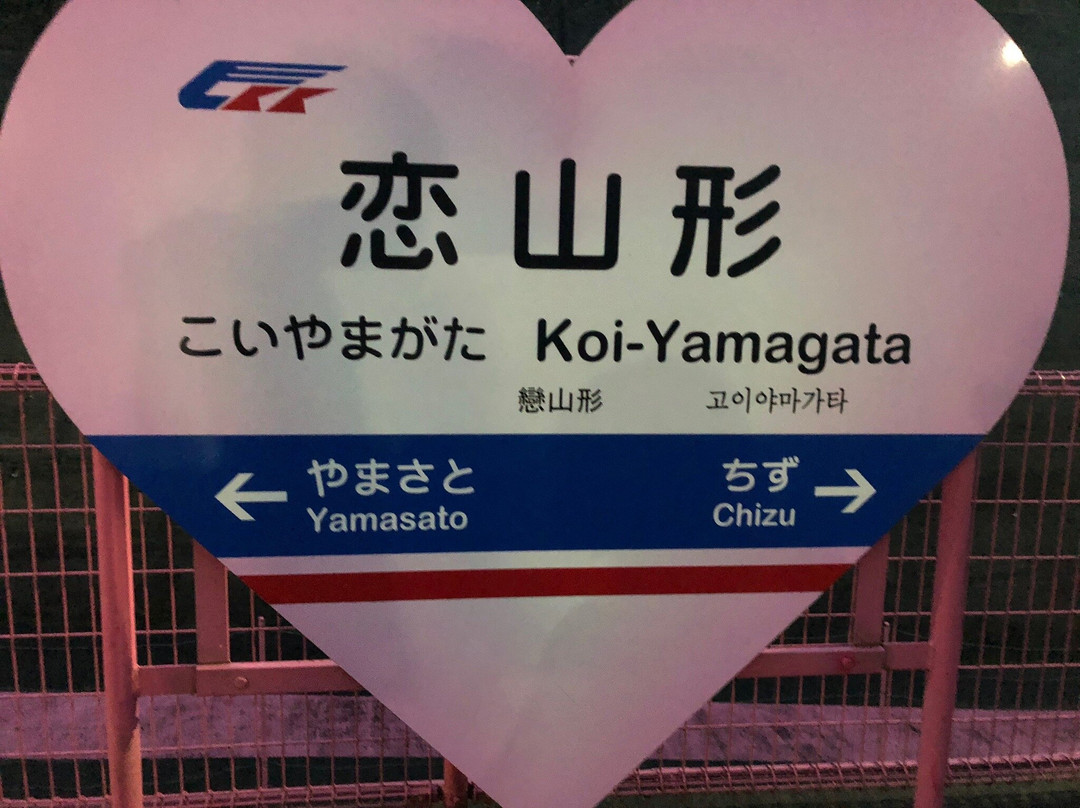 恋山形
こいやまがた Koi-Yamagata
戀山形 고이야마가타
← やまさと ちず →
Yamasato Chizu